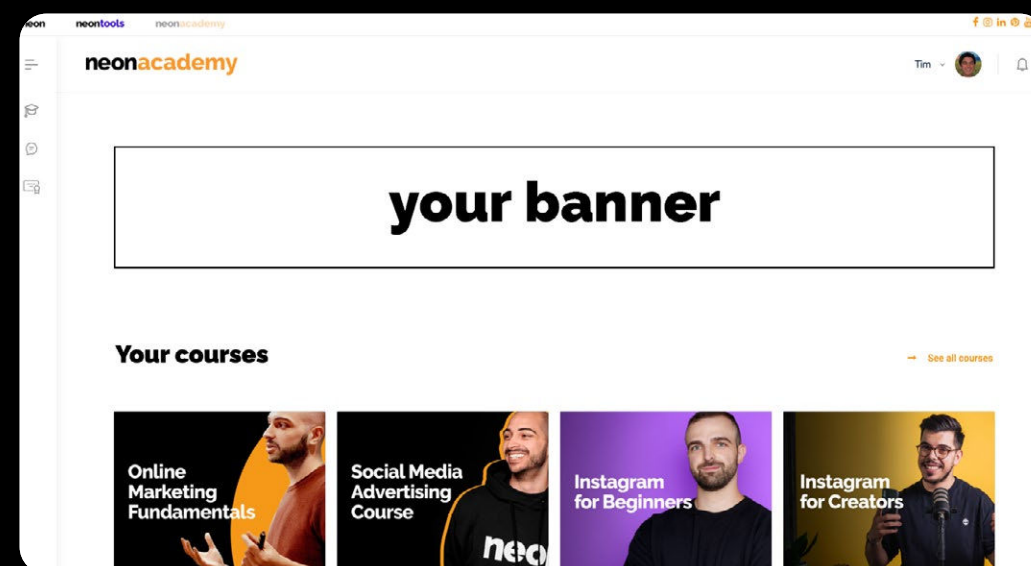 neon neontools neonacademy
neonacademy
Tim
your banner
Your courses
See all courses
Online
Marketing
Fundamentals
Social Media
Advertising
Course
neo
Instagram
for Beginners
Instagram
for Creators